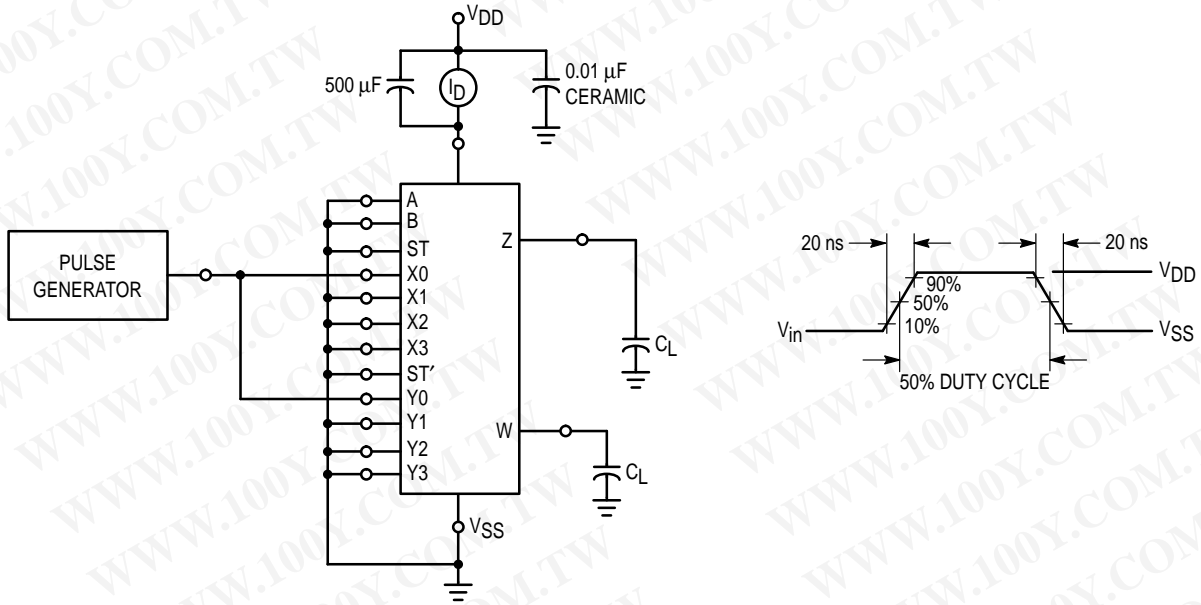 VDD
500 μF
ID
0.01 μF
CERAMIC
PULSE
GENERATOR
A
B
ST
X0
X1
X2
X3
ST′
Y0
Y1
Y2
Y3
Z
W
CL
CL
VSS
20 ns
20 ns
VDD
90%
50%
10%
Vin
VSS
50% DUTY CYCLE
WWW.100Y.COM.TW